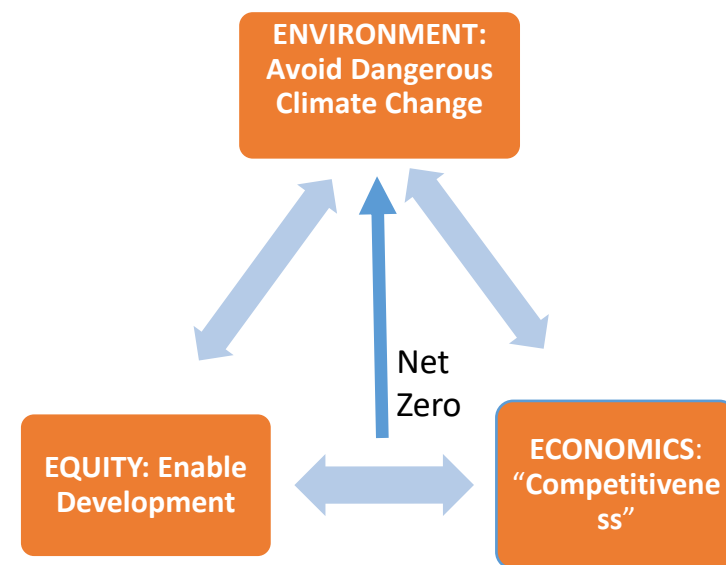 ENVIRONMENT:
Avoid Dangerous
Climate Change
Net
Zero
EQUITY: Enable
Development
ECONOMICS:
“Competitivene
ss”